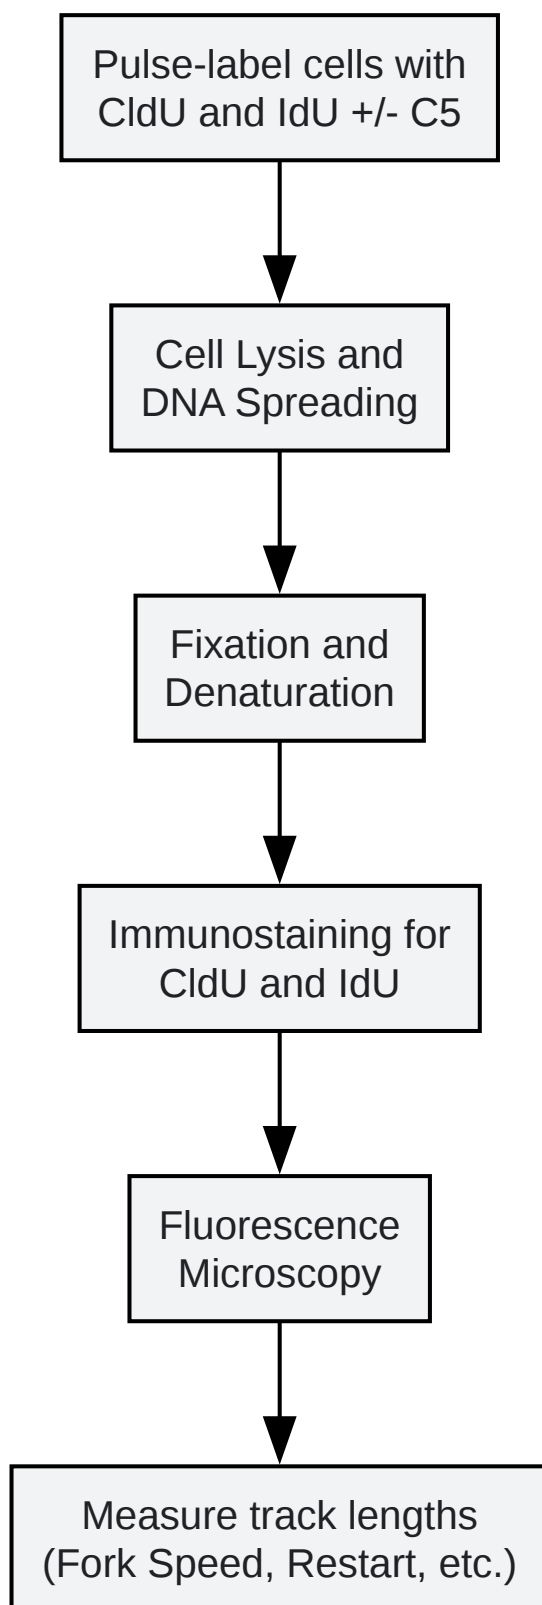 Pulse-label cells with
CldU and IdU +/- C5
Cell Lysis and
DNA Spreading
Fixation and
Denaturation
Immunostaining for
CldU and IdU
Fluorescence
Microscopy
Measure track lengths
(Fork Speed, Restart, etc.)